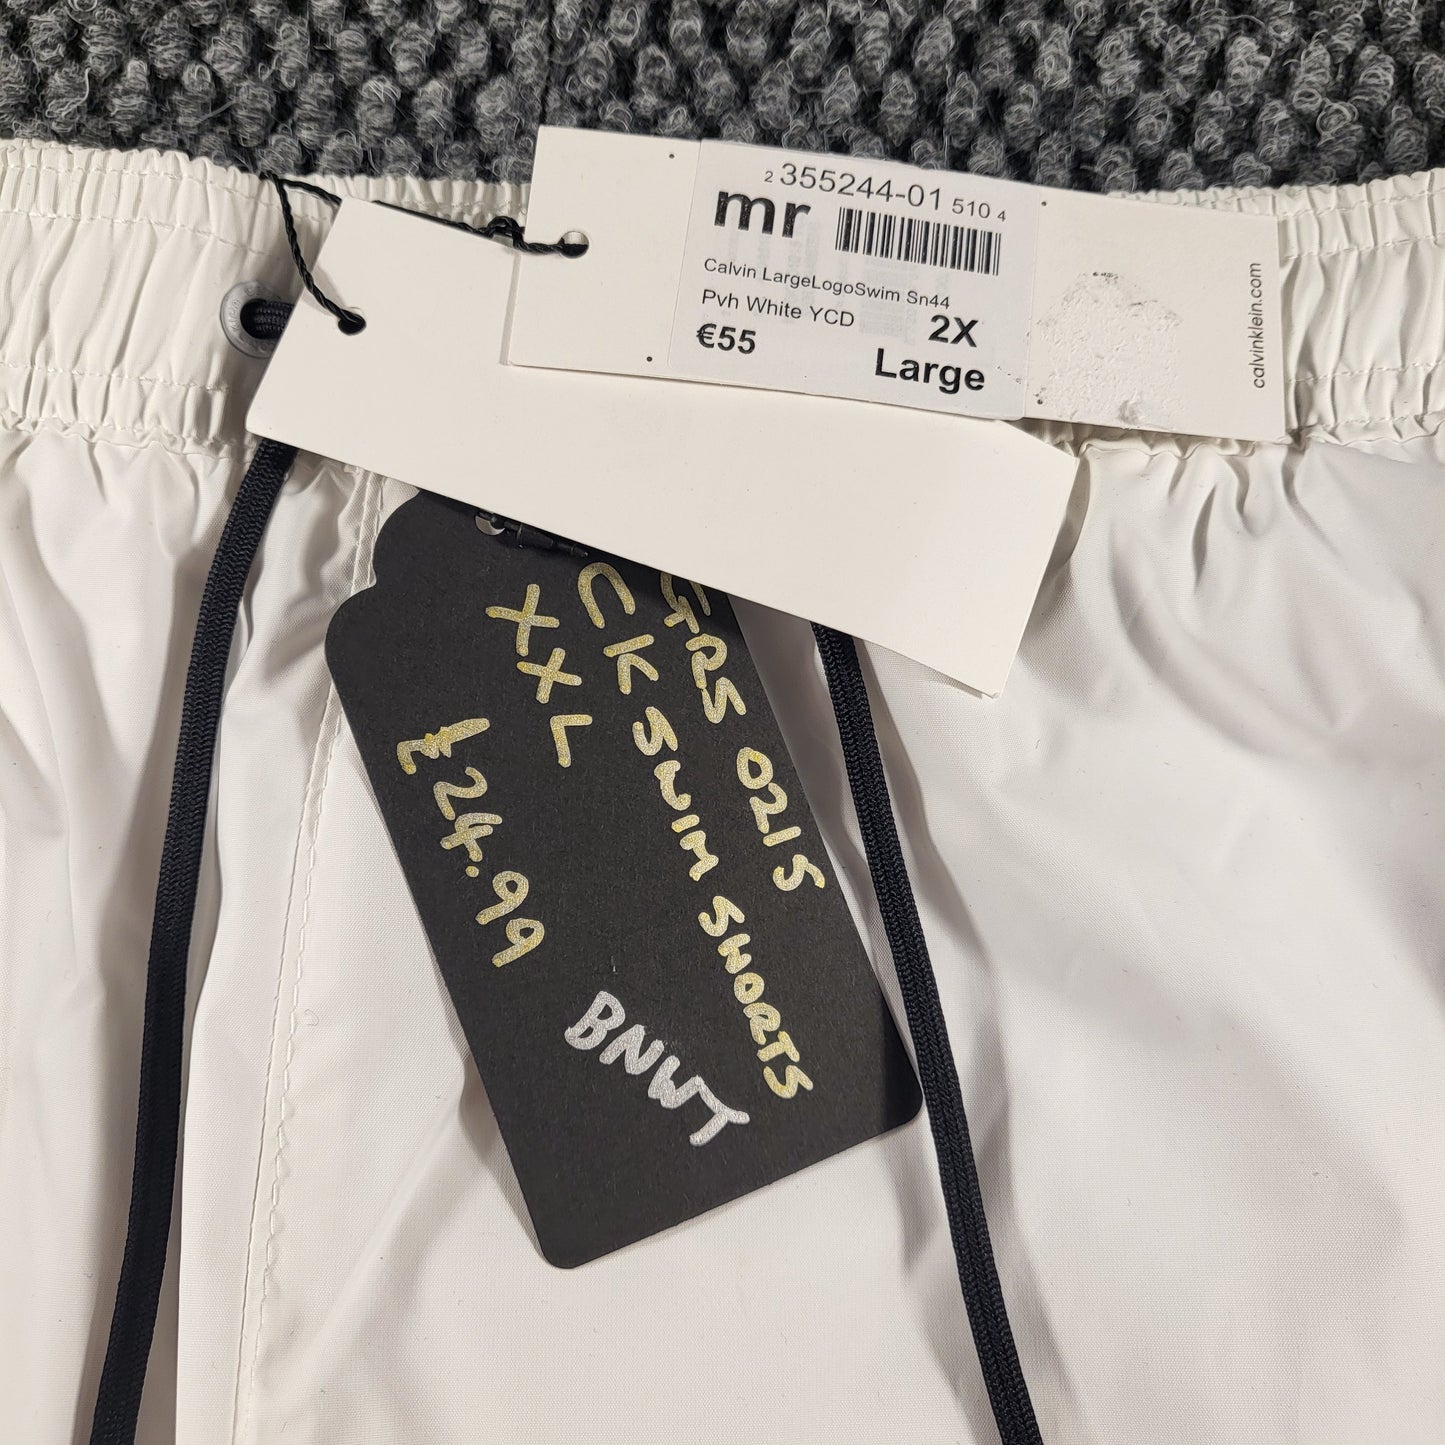 2 355244-01 510 4
mr
Calvin LargeLogoSwim Sn44
Pvh White YCD
€55
2X
Large
calvinklein.com
GRS 0215
CK SWIM SHORTS
XXL
£24.99
BNWT